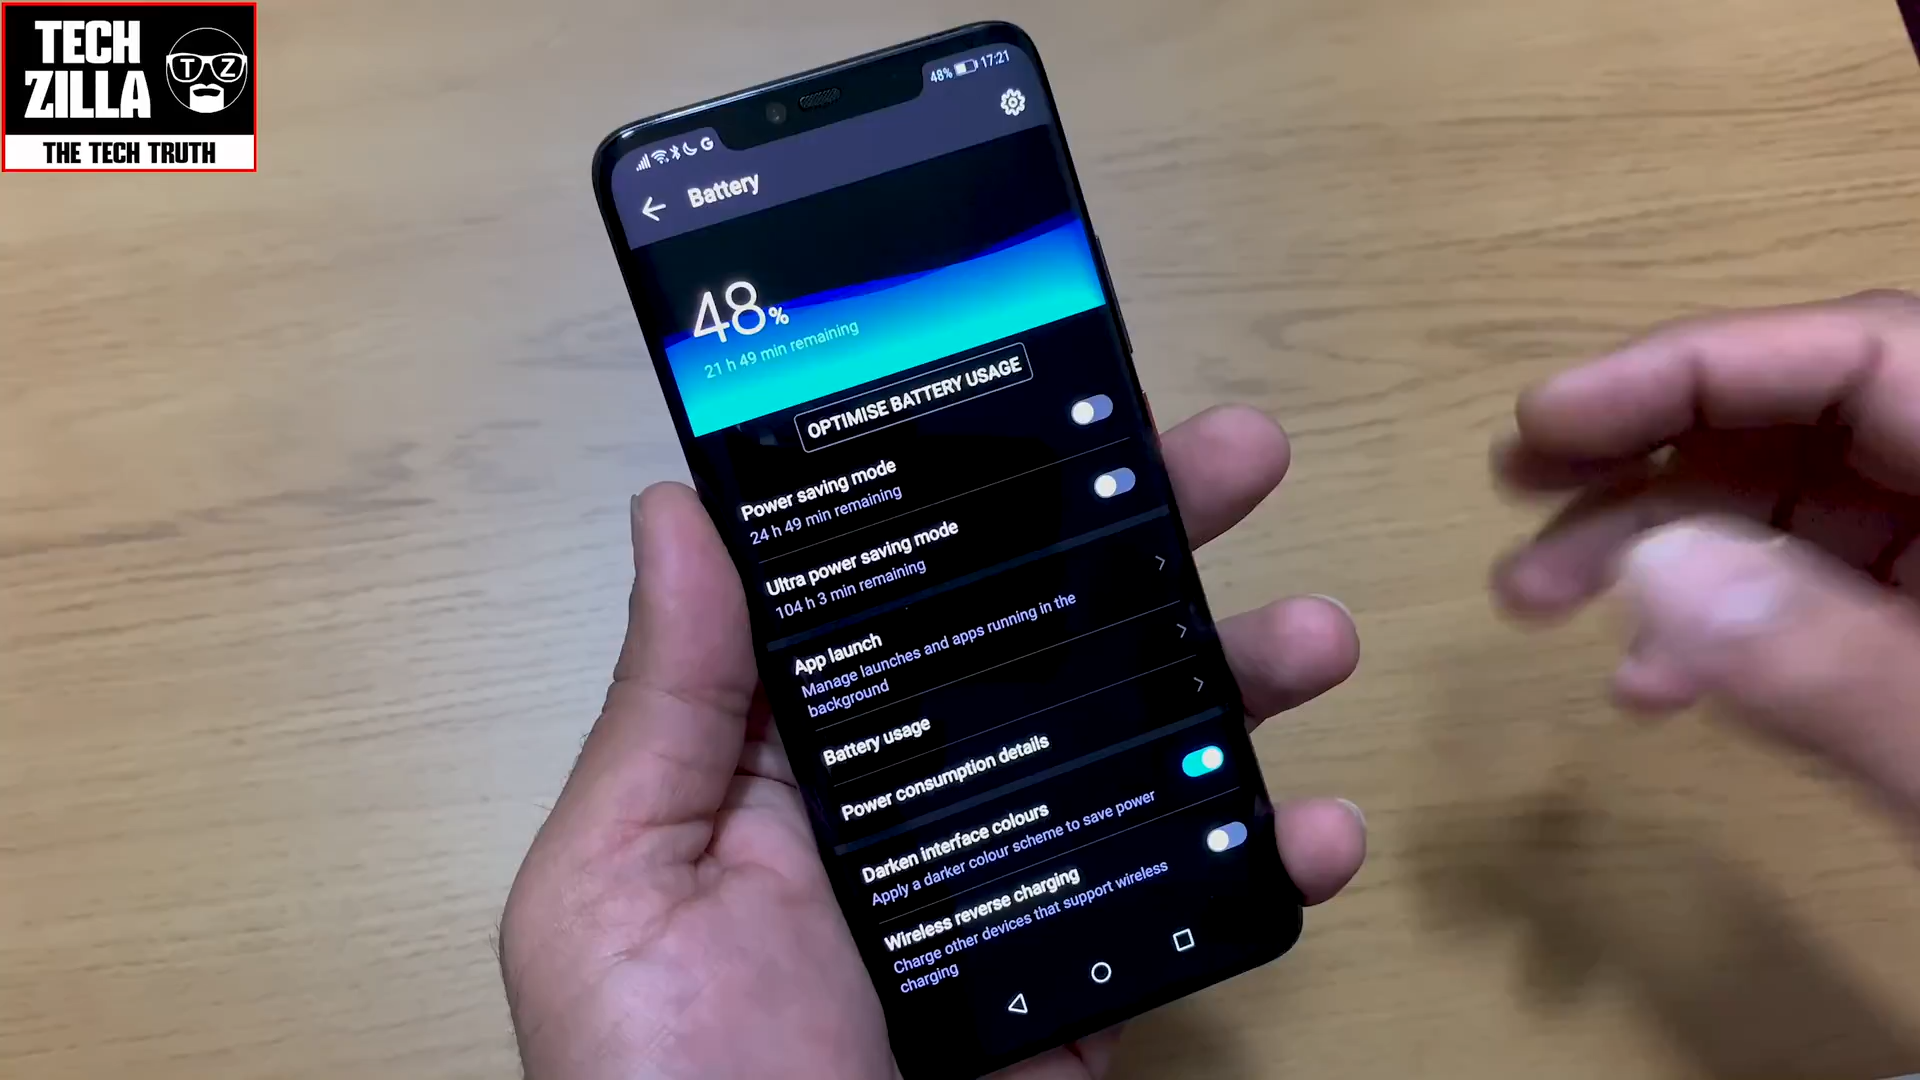 TECH
ZILLA
T Z
THE TECH TRUTH
48% 17:21
G
Battery
48%
21 h 49 min remaining
OPTIMISE BATTERY USAGE
Power saving mode
24 h 49 min remaining
Ultra power saving mode
104 h 3 min remaining
App launch
Manage launches and apps running in the
background
Battery usage
Power consumption details
Darken interface colours
Apply a darker colour scheme to save power
Wireless reverse charging
Charge other devices that support wireless
charging